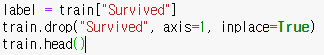 label = train["Survived"]
train.drop("Survived", axis=1, inplace=True)
train.head()